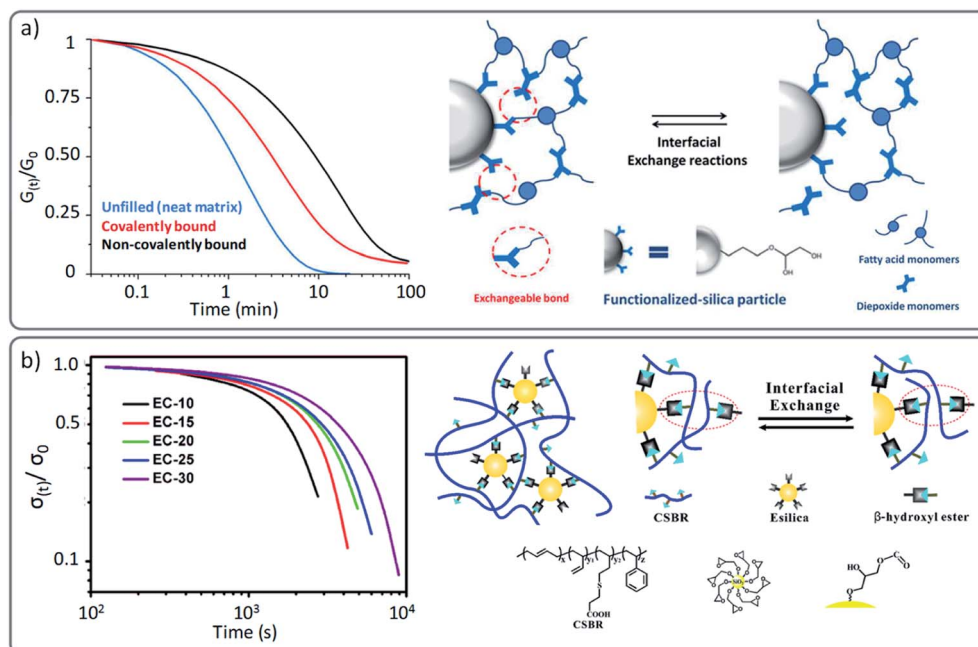 a)
1
0.75
0.50
0.25
0
G(t)/G0
Unfilled (neat matrix)
Covalently bound
Non-covalently bound
0.1
1
10
100
Time (min)
Interfacial
Exchange reactions
Exchangeable bond
Functionalized-silica particle
O
OH
OH
Fatty acid monomers
Diepoxide monomers
b)
1.0
0.5
0.1
σ(t)/ σ0
EC-10
EC-15
EC-20
EC-25
EC-30
10²
10³
10⁴
Time (s)
Interfacial
Exchange
CSBR
Esilica
β-hydroxyl ester
S
COOH
CSBR
HO
O
C
O
O